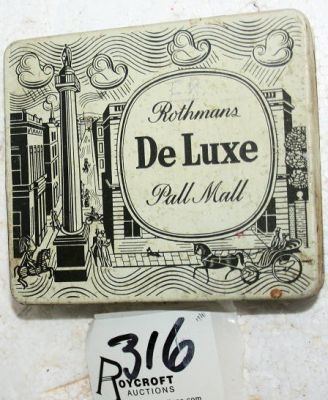 Rothmans
De Luxe
Pall Mall
316
ROYCROFT
AUCTIONS